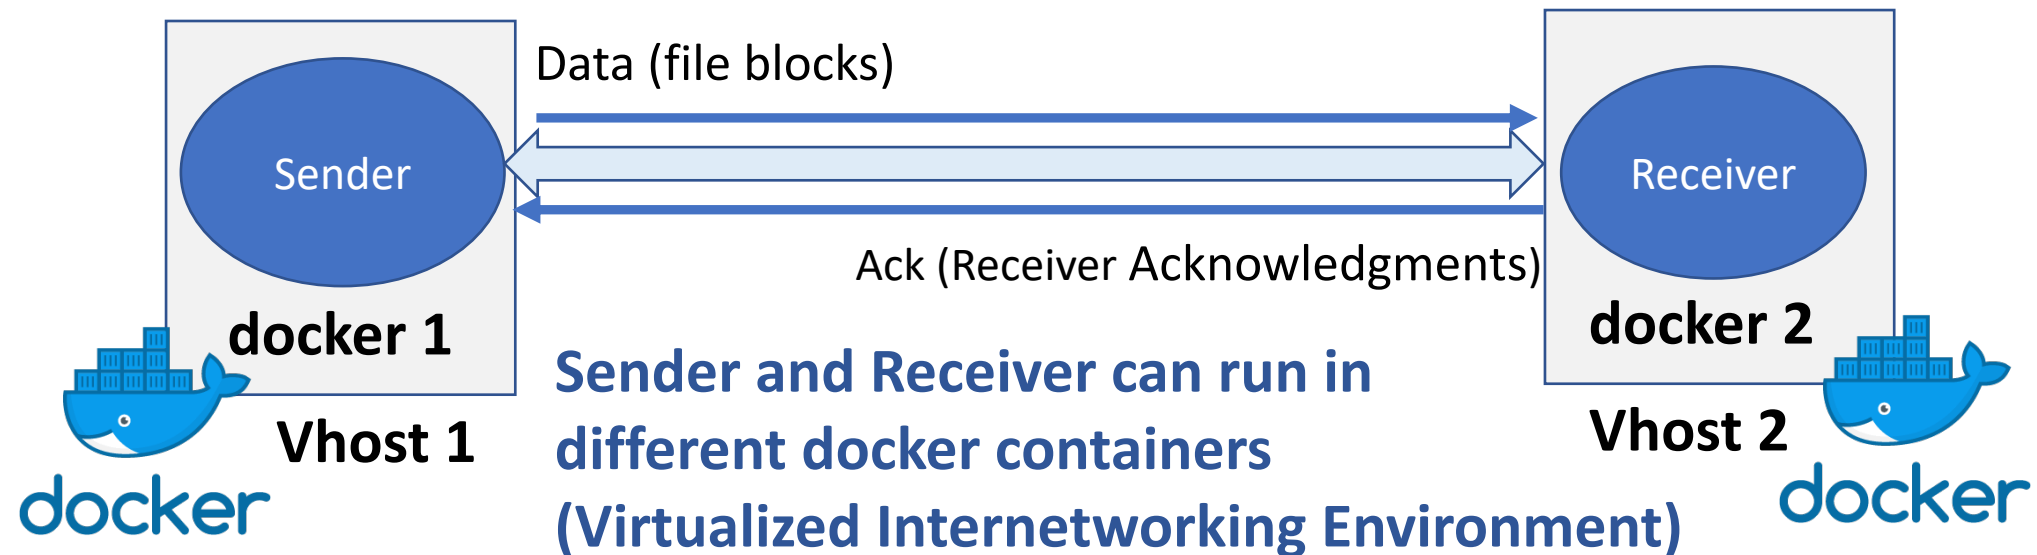 Data (file blocks)
Sender
Receiver
Ack (Receiver Acknowledgments)
docker 1
docker 2
Sender and Receiver can run in
different docker containers
(Virtualized Internetworking Environment)
Vhost 1
Vhost 2
docker
docker